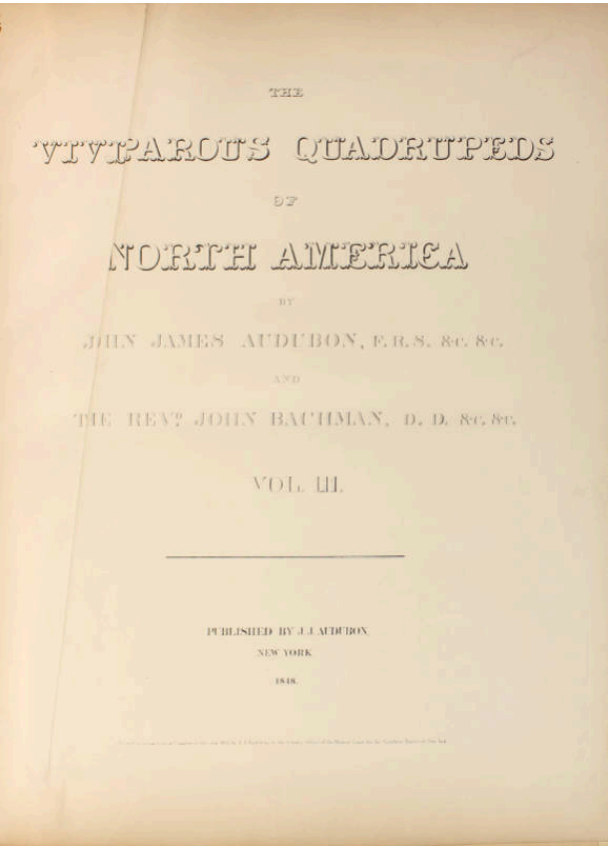 THE
VIVIPAROUS QUADRUPEDS
OF
NORTH AMERICA
BY
JOHN JAMES AUDUBON, F.R.S. &c. &c.
AND
THE REVD. JOHN BACHMAN, D. D. &c. &c.
VOL. III.
PUBLISHED BY J.J. AUDUBON,
NEW YORK
1848.